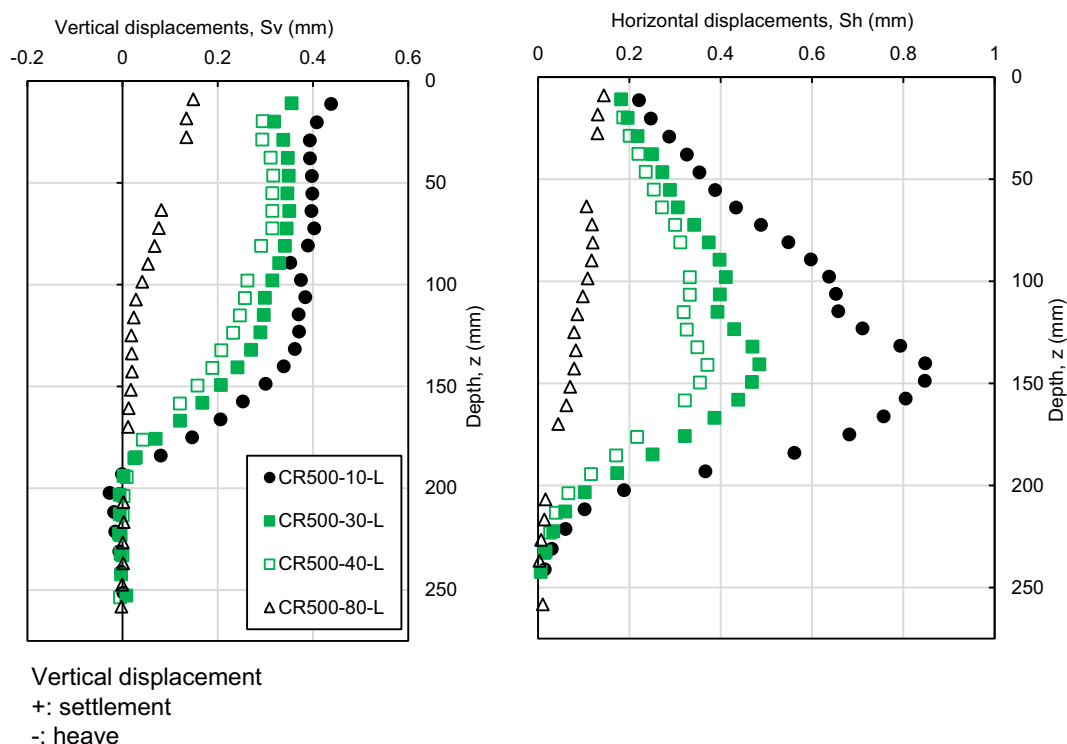 Vertical displacements, Sv (mm)
-0.2 0 0.2 0.4 0.6
0
50
100
150
200
250
Depth, z (mm)
CR500-10-L
CR500-30-L
CR500-40-L
CR500-80-L
Horizontal displacements, Sh (mm)
0 0.2 0.4 0.6 0.8 1
0
50
100
150
200
250
Depth, z (mm)
Vertical displacement
+: settlement
-: heave